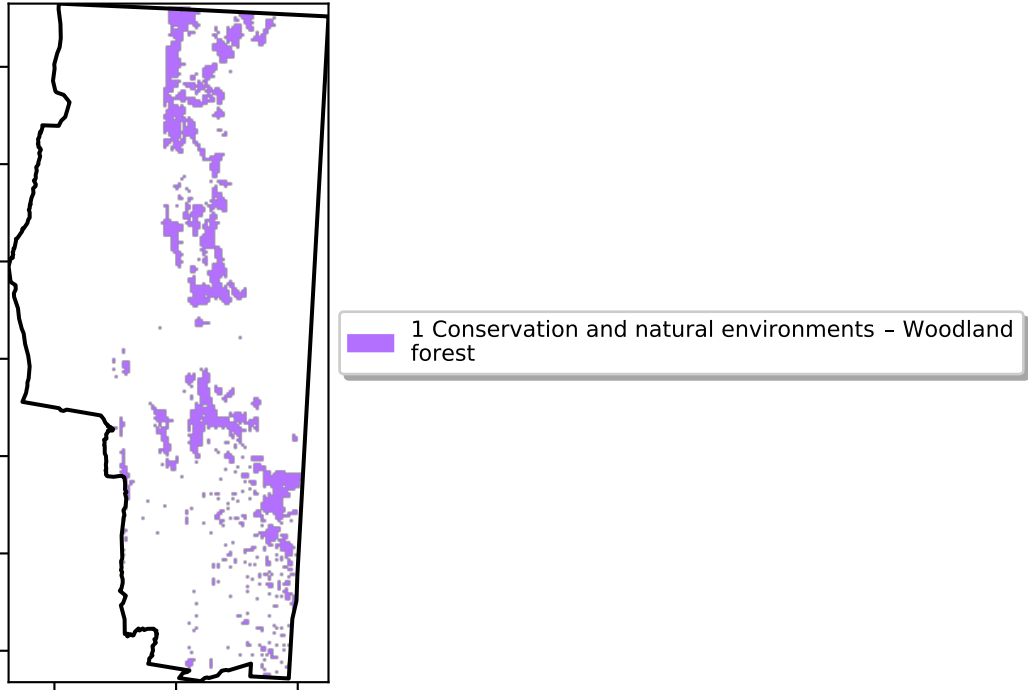 1 Conservation and natural environments – Woodland
forest